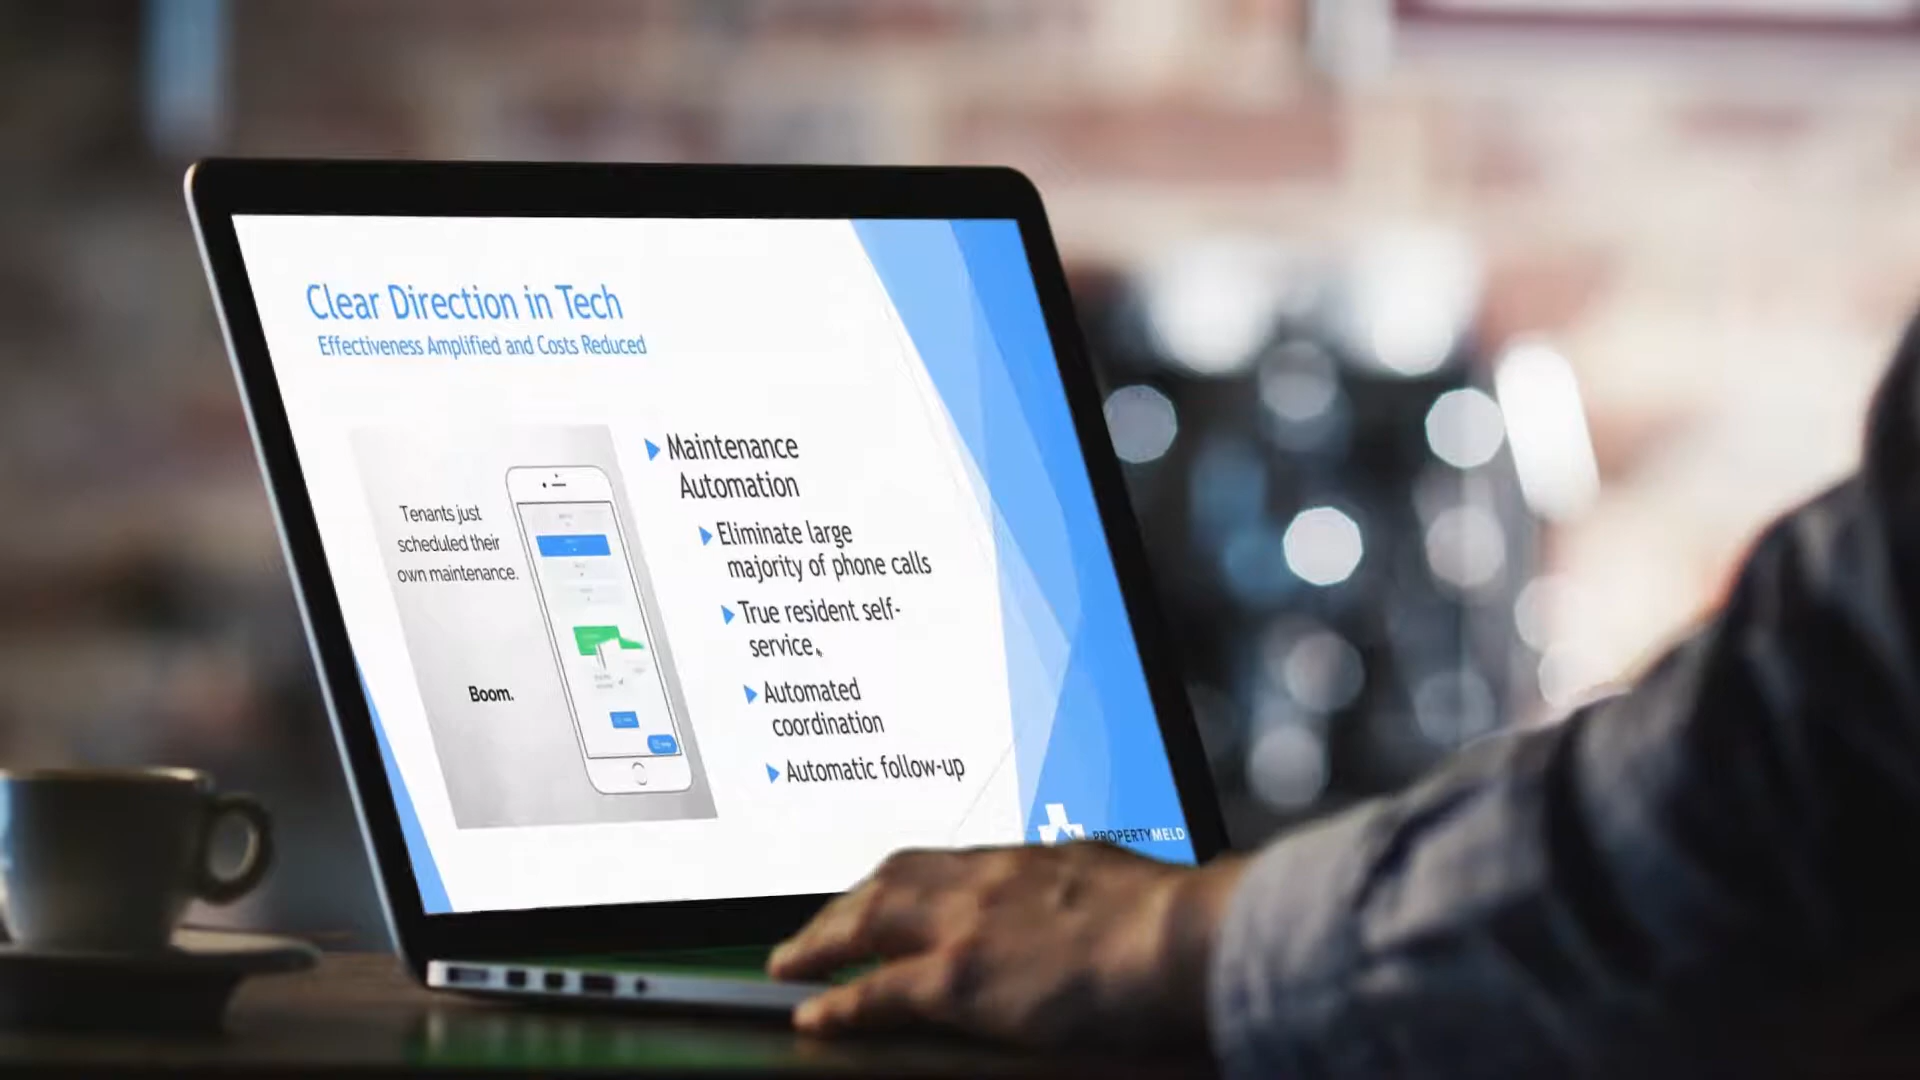 Clear Direction in Tech
Effectiveness Amplified and Costs Reduced
Tenants just
scheduled their
own maintenance.
Boom.
Maintenance
Automation
Eliminate large
majority of phone calls
True resident self-
service.
Automated
coordination
Automatic follow-up
PROPERTYMELD